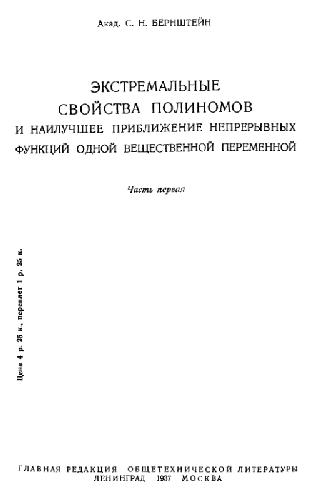 Акад. С. Н. БЕРНШТЕЙН
ЭКСТРЕМАЛЬНЫЕ
СВОЙСТВА ПОЛИНОМОВ
И НАИЛУЧШЕЕ ПРИБЛИЖЕНИЕ НЕПРЕРЫВНЫХ
ФУНКЦИЙ ОДНОЙ ВЕЩЕСТВЕННОЙ ПЕРЕМЕННОЙ
Часть первая
Цена 4 р. 25 к., переплет 1 р. 25 к.
ГЛАВНАЯ РЕДАКЦИЯ ОБЩЕТЕХНИЧЕСКОЙ ЛИТЕРАТУРЫ
ЛЕНИНГРАД 1937 МОСКВА